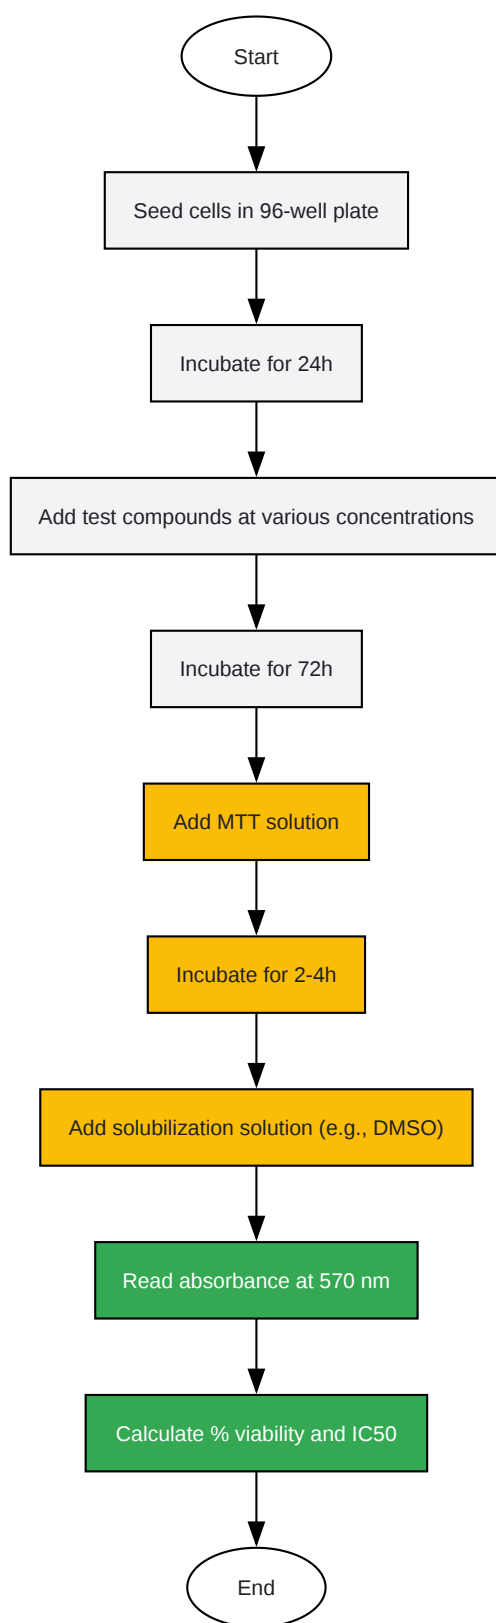 Start
Seed cells in 96-well plate
Incubate for 24h
Add test compounds at various concentrations
Incubate for 72h
Add MTT solution
Incubate for 2-4h
Add solubilization solution (e.g., DMSO)
Read absorbance at 570 nm
Calculate % viability and IC50
End